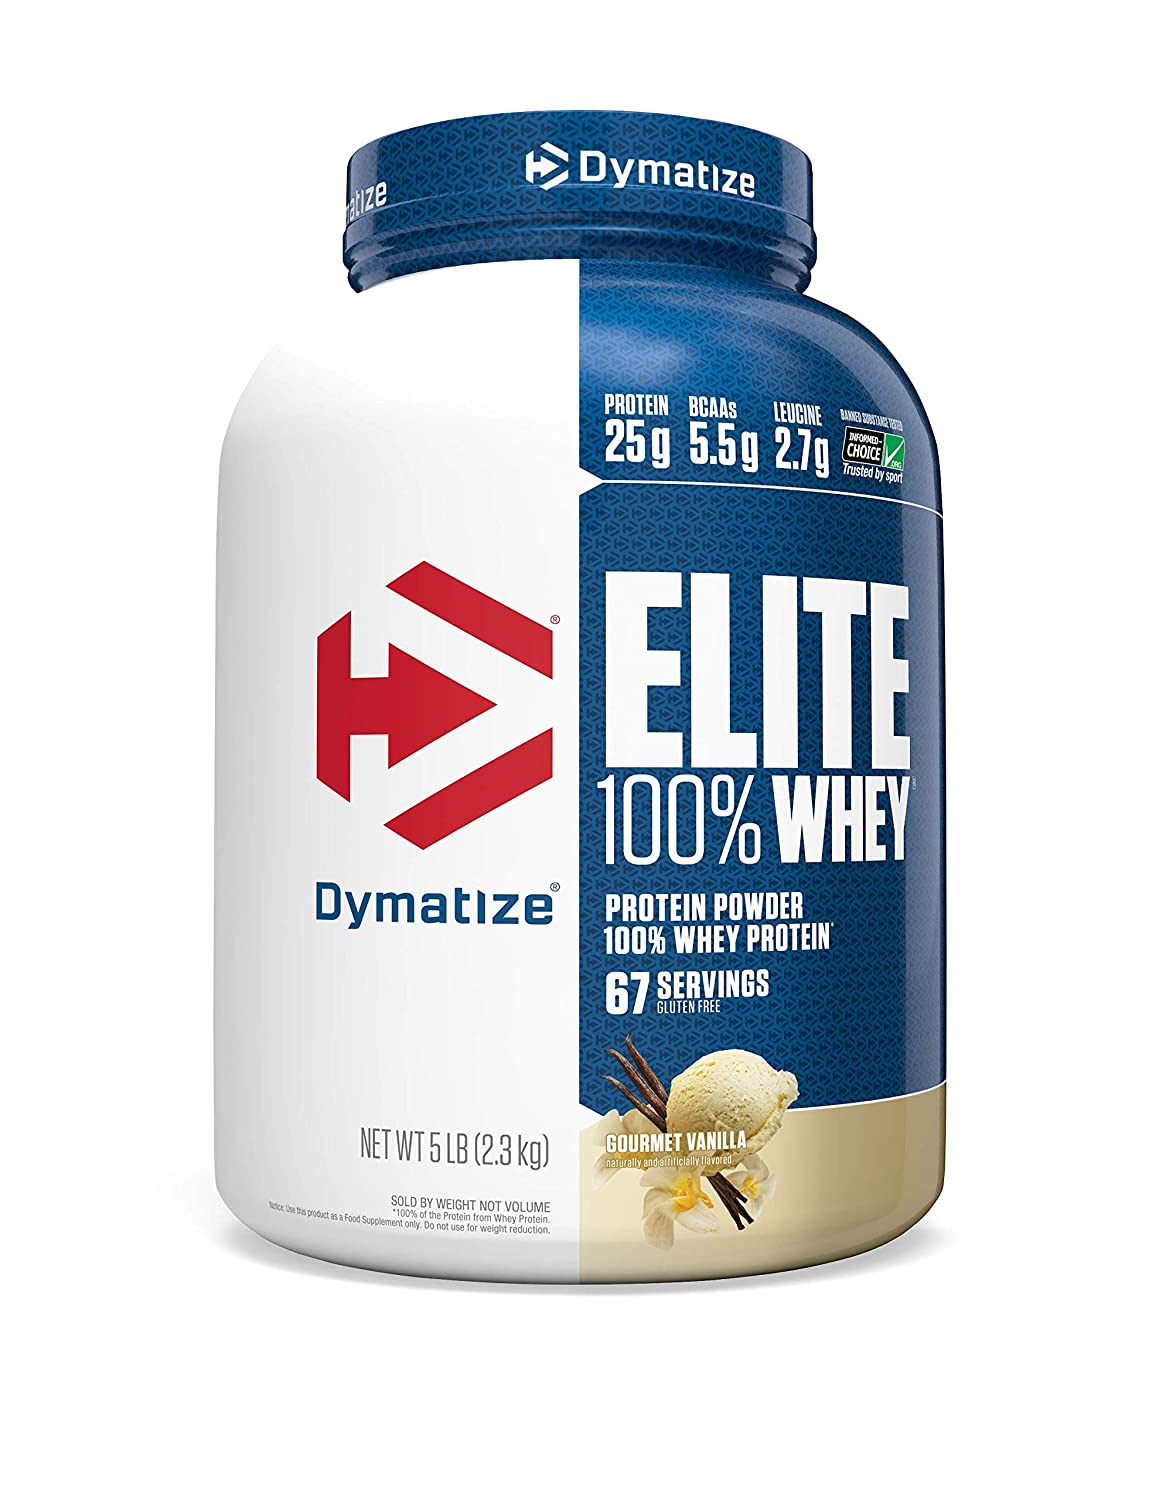 Dymatize
matize
PROTEIN BCAAs LEUCINE
25g 5.5g 2.7g
BANNED SUBSTANCE TESTED
INFORMED-
CHOICE
.ORG
Trusted by sport
®
ELITE
100% WHEY
Dymatize®
PROTEIN POWDER
100% WHEY PROTEIN*
67 SERVINGS
GLUTEN FREE
NET WT 5 LB (2.3 kg)
GOURMET VANILLA
naturally and artificially flavored
SOLD BY WEIGHT NOT VOLUME
*100% of the Protein from Whey Protein.
Notice: Use this product as a Food Supplement only. Do not use for weight reduction.